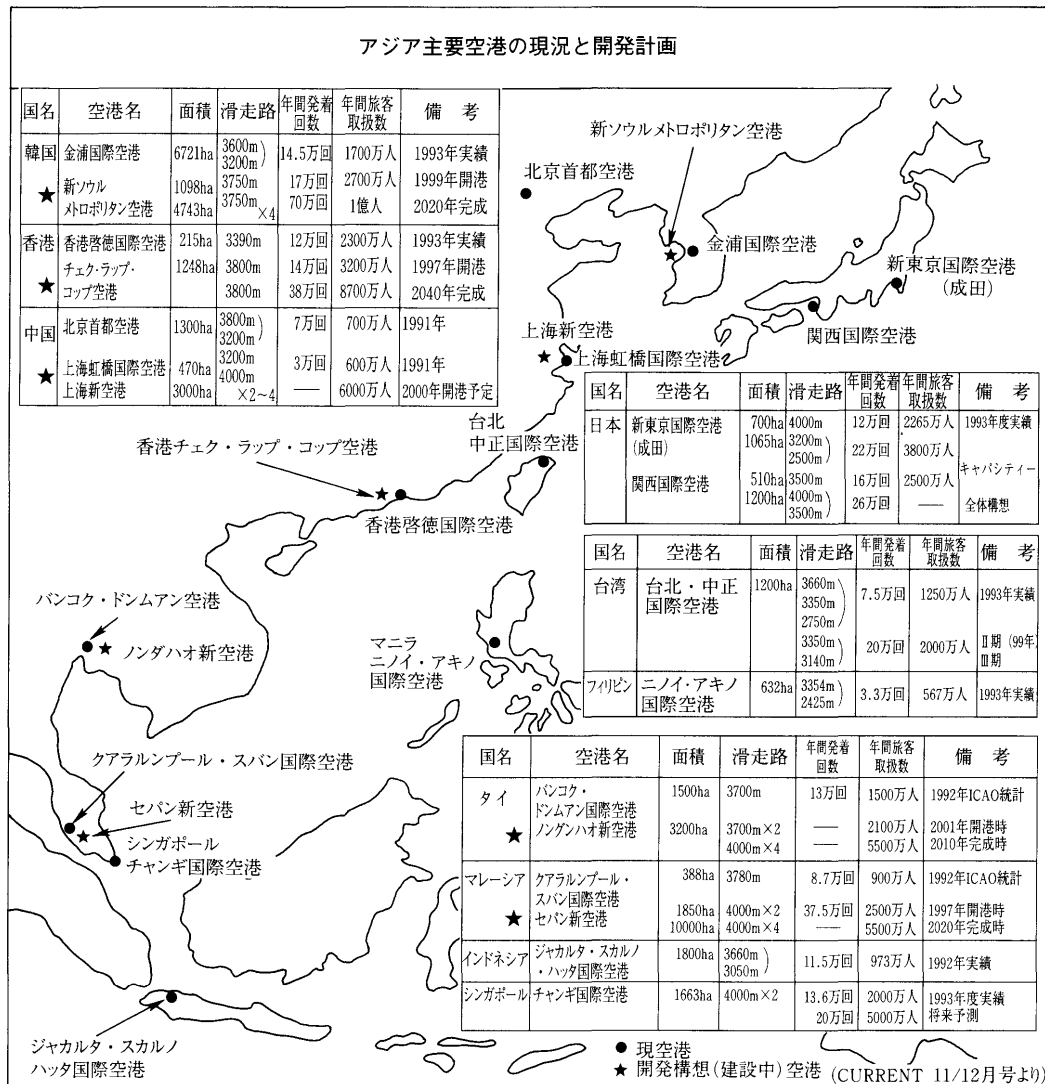 アジア主要空港の現況と開発計画
国名 空港名 面積 滑走路 年間発着回数 年間旅客取扱数 備考
韓国 金浦国際空港 6721ha 3600m 3200m) 14.5万回 1700万人 1993年実績
★ 新ソウル 1098ha 3750m 17万回 2700万人 1999年開港
メトロポリタン空港 4743ha 3750m×4 70万回 1億人 2020年完成
香港 香港啓徳国際空港 215ha 3390m 12万回 2300万人 1993年実績
★ チェク・ラップ・ 1248ha 3800m 14万回 3200万人 1997年開港
コップ空港 3800m 38万回 8700万人 2040年完成
中国 北京首都空港 1300ha 3800m 3200m) 7万回 700万人 1991年
★ 上海虹橋国際空港 470ha 3200m 3万回 600万人 1991年
上海新空港 3000ha 4000m×2~4 — 6000万人 2000年開港予定
新ソウルメトロポリタン空港
北京首都空港
金浦国際空港
新東京国際空港
(成田)
関西国際空港
上海新空港
上海虹橋国際空港
台北
中正国際空港
香港チェク・ラップ・コップ空港
香港啓徳国際空港
国名 空港名 面積 滑走路 年間発着回数 年間旅客取扱数 備考
日本 新東京国際空港 700ha 4000m 12万回 2265万人 1993年度実績
(成田) 1065ha 3200m 2500m) 22万回 3800万人
キャパシティー
関西国際空港 510ha 3500m 16万回 2500万人
1200ha 4000m 3500m) 26万回 — 全体構想
国名 空港名 面積 滑走路 年間発着回数 年間旅客取扱数 備考
台湾 台北・中正 1200ha 3660m
国際空港 3350m 7.5万回 1250万人 1993年実績
2750m)
3350m 20万回 2000万人 Ⅱ期(99年)
3140m) Ⅲ期
フィリピン ニノイ・アキノ 632ha 3354m 3.3万回 567万人 1993年実績
国際空港 2425m)
バンコク・ドンムアン空港
ノンダハオ新空港
マニラ
ニノイ・アキノ
国際空港
クアラルンプール・スバン国際空港
セパン新空港
シンガポール
チャンギ国際空港
国名 空港名 面積 滑走路 年間発着回数 年間旅客取扱数 備考
タイ バンコク・ 1500ha 3700m 13万回 1500万人 1992年ICAO統計
ドンムアン国際空港
★ ノングンハオ新空港 3200ha 3700m×2 — 2100万人 2001年開港時
4000m×4 — 5500万人 2010年完成時
マレーシア クアラルンプール・ 388ha 3780m 8.7万回 900万人 1992年ICAO統計
スバン国際空港
★ セパン新空港 1850ha 4000m×2 37.5万回 2500万人 1997年開港時
10000ha 4000m×4 — 5500万人 2020年完成時
インドネシア ジャカルタ・スカルノ 1800ha 3660m 11.5万回 973万人 1992年実績
・ハッタ国際空港 3050m)
シンガポール チャンギ国際空港 1663ha 4000m×2 13.6万回 2000万人 1993年度実績
20万回 5000万人 将来予測
ジャカルタ・スカルノ
ハッタ国際空港
● 現空港
★ 開発構想(建設中)空港
(CURRENT 11/12月号より)